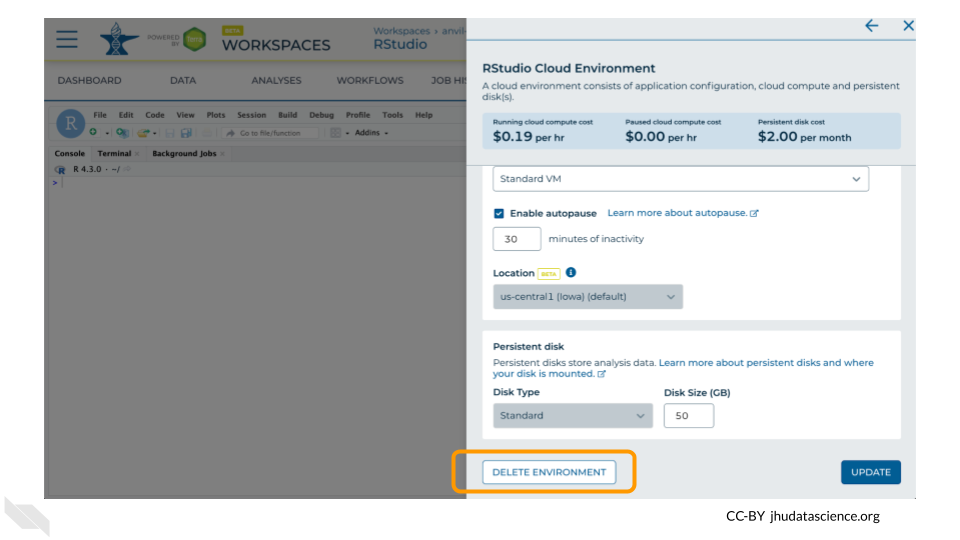 POWERED BY
BETA
WORKSPACES
Workspaces > anvil-
RStudio
DASHBOARD DATA ANALYSES WORKFLOWS JOB HI
R
File Edit Code View Plots Session Build Debug Profile Tools Help
Go to file/function Addins
Console Terminal Background Jobs
R 4.3.0 · ~/
>
RStudio Cloud Environment
A cloud environment consists of application configuration, cloud compute and persistent
disk(s).
Running cloud compute cost Paused cloud compute cost Persistent disk cost
$0.19 per hr $0.00 per hr $2.00 per month
Standard VM
Enable autopause Learn more about autopause.
30 minutes of inactivity
Location BETA
us-central1 (Iowa) (default)
Persistent disk
Persistent disks store analysis data. Learn more about persistent disks and where
your disk is mounted.
Disk Type Disk Size (GB)
Standard 50
DELETE ENVIRONMENT UPDATE
CC-BY jhudatascience.org